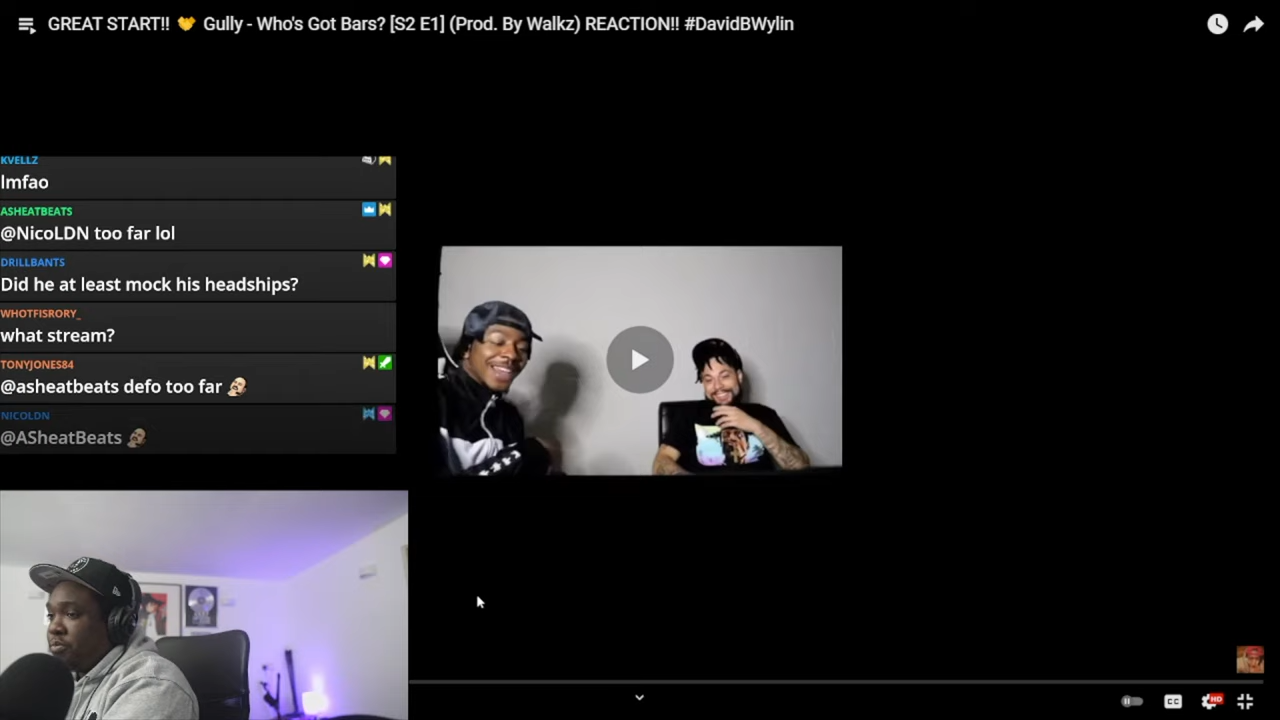 GREAT START!! 🤝 Gully - Who's Got Bars? [S2 E1] (Prod. By Walkz) REACTION!! #DavidBWylin
KVELLZ
lmfao
ASHEATBEATS
@NicoLDN too far lol
DRILLBANTS
Did he at least mock his headships?
WHOTFISRORY_
what stream?
TONYJONES84
@asheatbeats defo too far
NICOLDN
@ASheatBeats
CC
HD